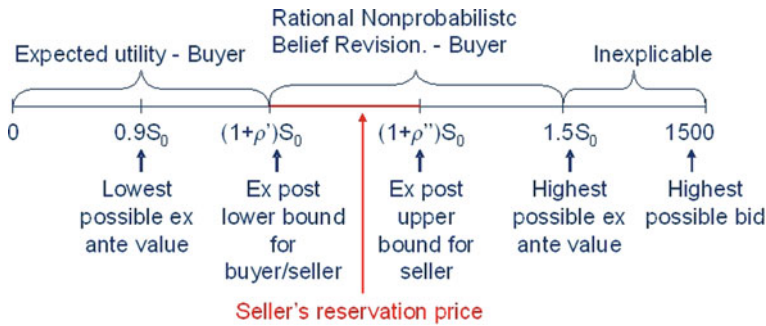 Rational Nonprobabilistc
Belief Revision. - Buyer
Expected utility - Buyer
Inexplicable
0
0.9S₀
(1+ρ')S₀
(1+ρ'')S₀
1.5S₀
1500
Lowest
possible ex
ante value
Ex post
lower bound
for
buyer/seller
Ex post
upper
bound for
seller
Highest
possible ex
ante value
Highest
possible bid
Seller's reservation price